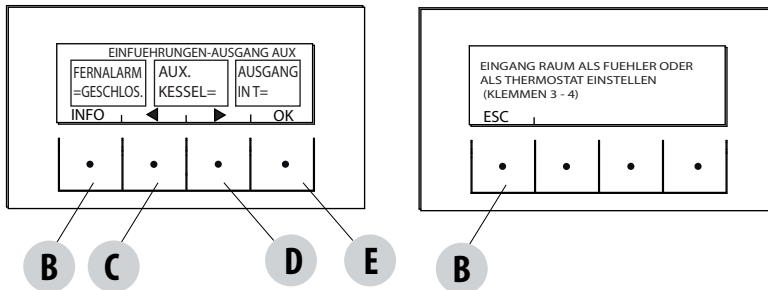 EINFUEHRUNGEN-AUSGANG AUX
FERNALARM
=GESCHLOS.
AUX.
KESSEL=
AUSGANG
IN T=
INFO
OK
B
C
D
E
EINGANG RAUM ALS FUEHLER ODER
ALS THERMOSTAT EINSTELLEN
(KLEMMEN 3 - 4)
ESC
B